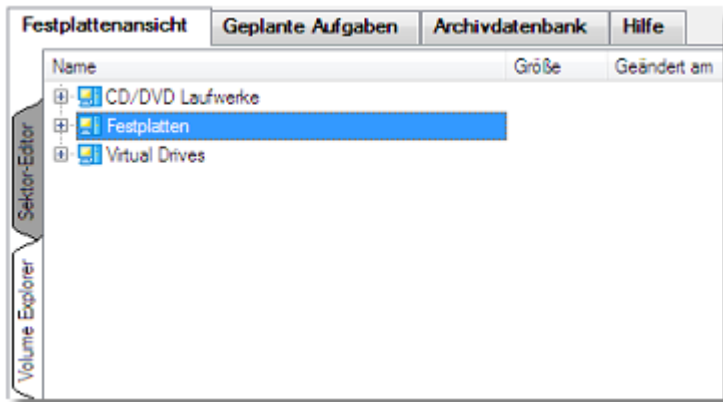 Festplattenansicht Geplante Aufgaben Archivdatenbank Hilfe
Name Größe Geändert am
CD/DVD Laufwerke
Festplatten
Virtual Drives
Sektor-Editor
Volume Explorer